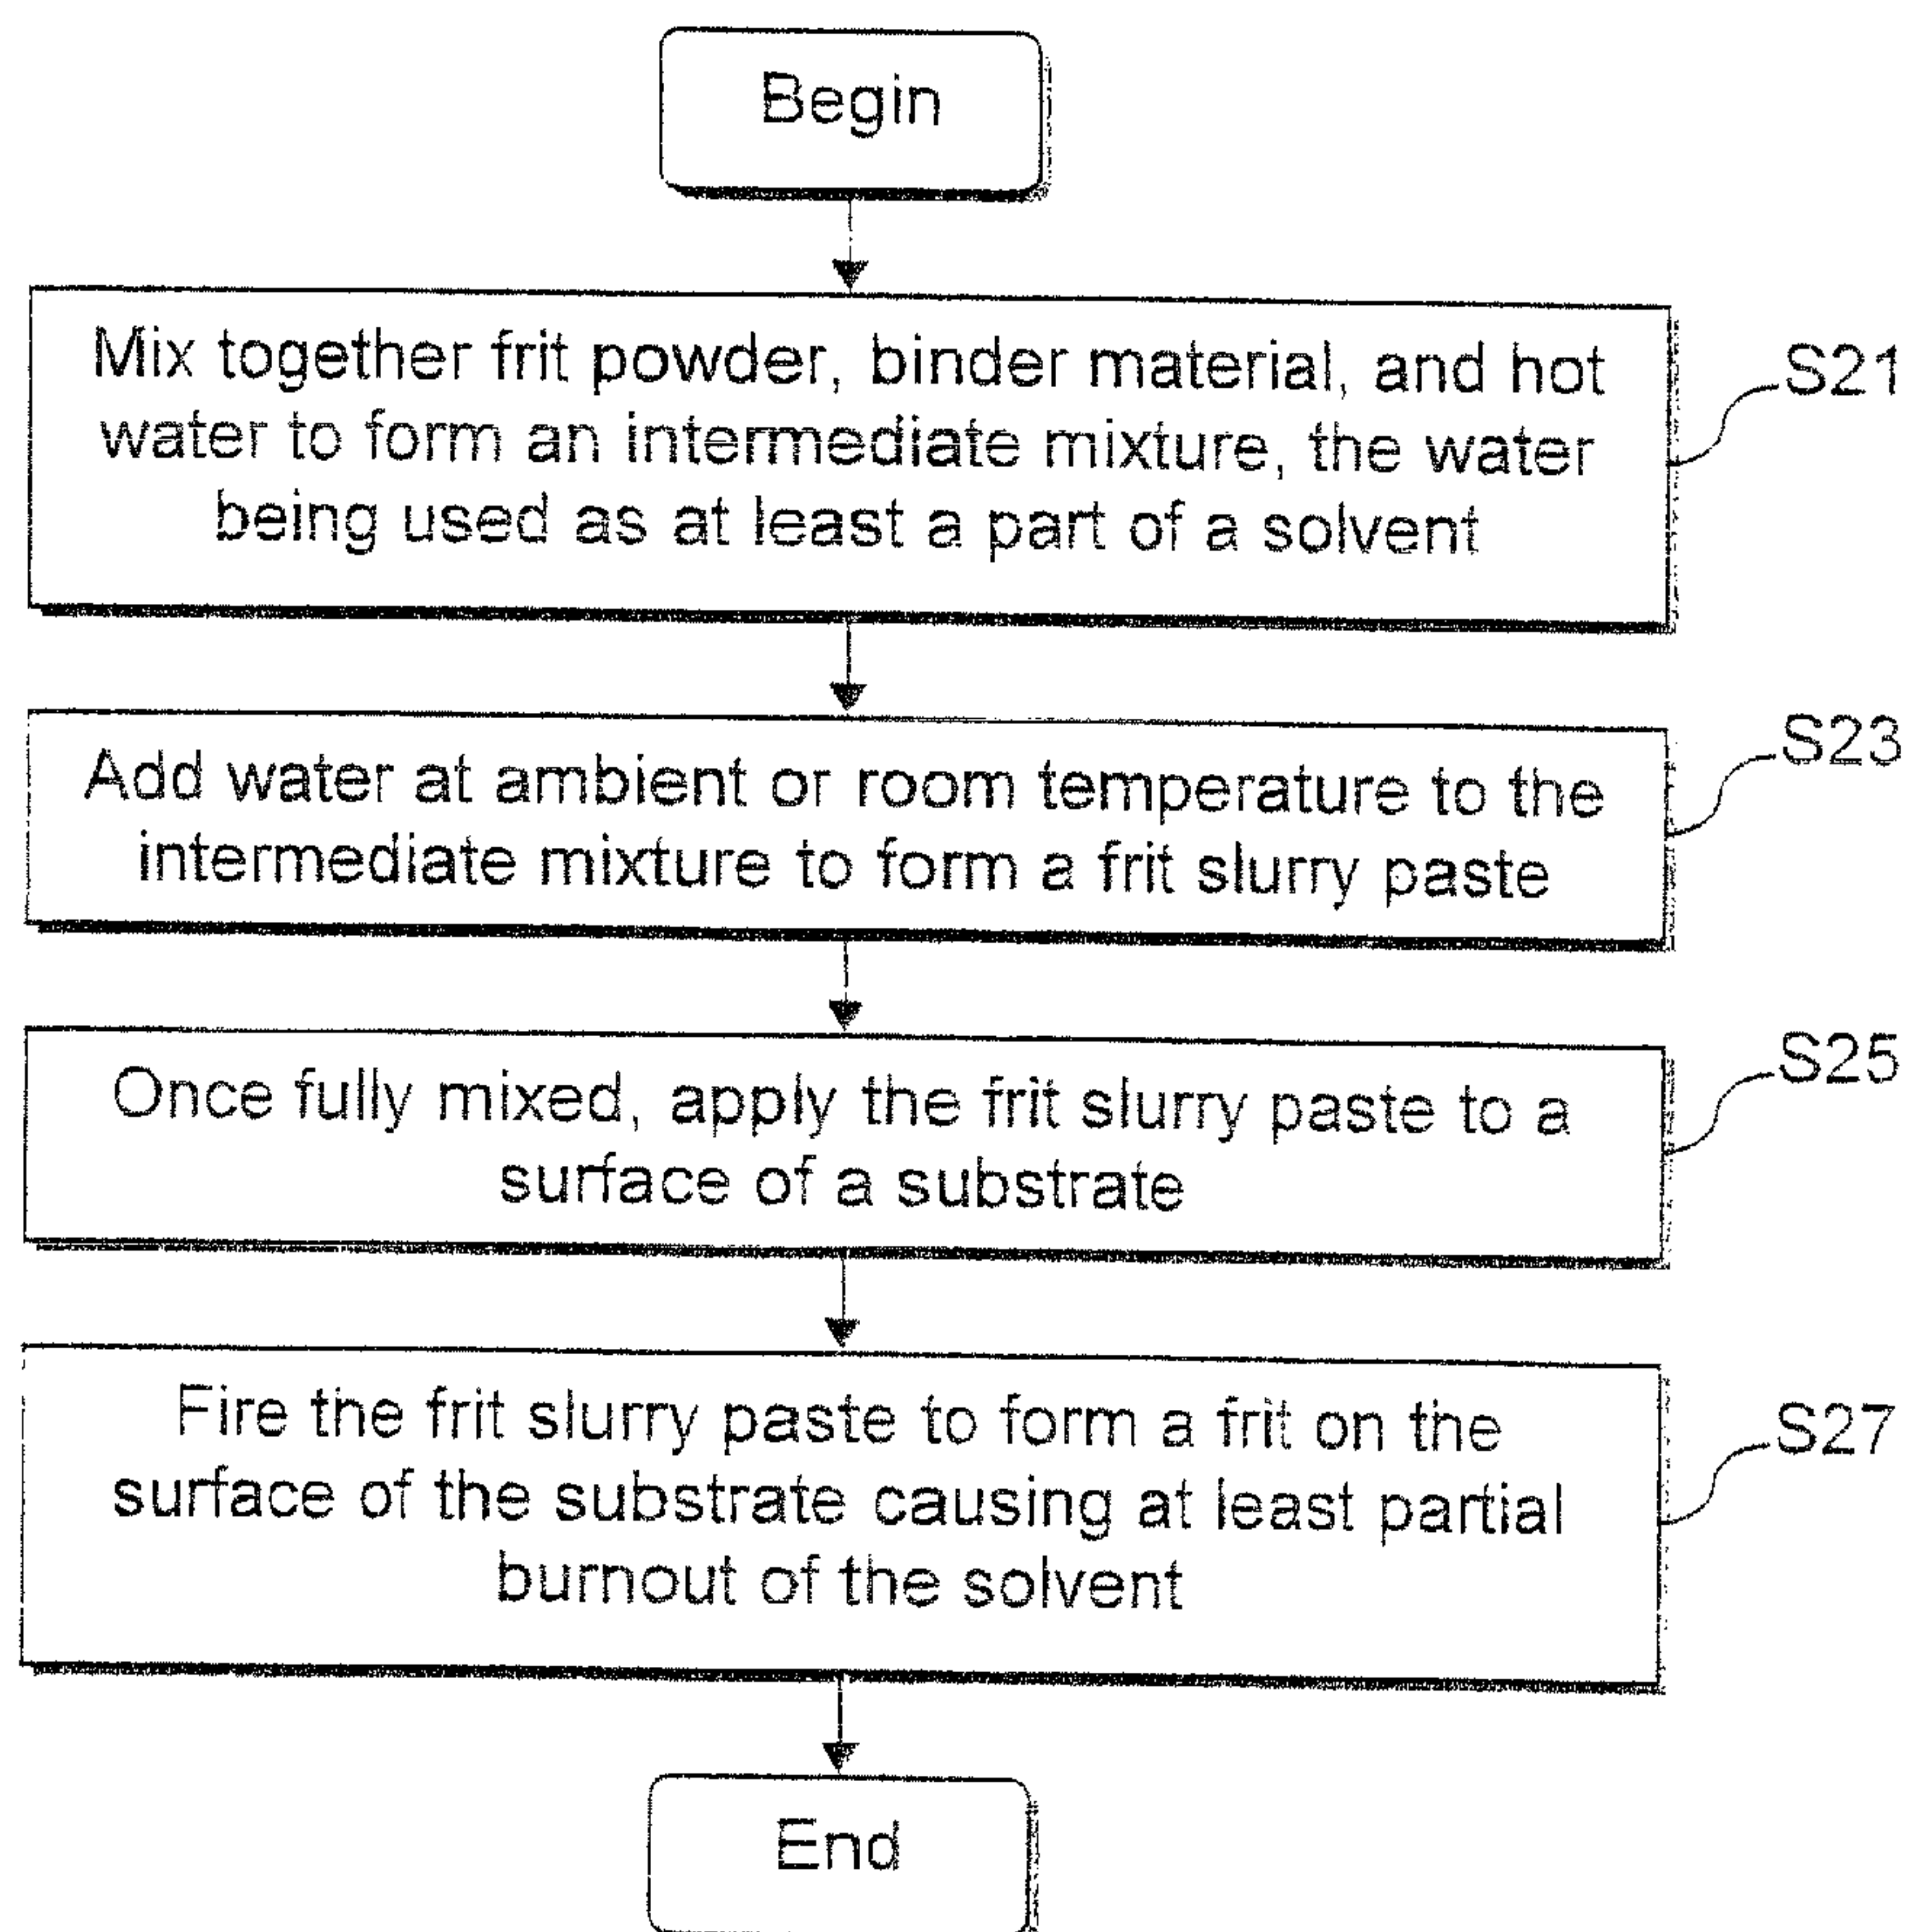 Begin
Mix together frit powder, binder material, and hot
water to form an intermediate mixture, the water
being used as at least a part of a solvent
S21
Add water at ambient or room temperature to the
intermediate mixture to form a frit slurry paste
S23
Once fully mixed, apply the frit slurry paste to a
surface of a substrate
S25
Fire the frit slurry paste to form a frit on the
surface of the substrate causing at least partial
burnout of the solvent
S27
End